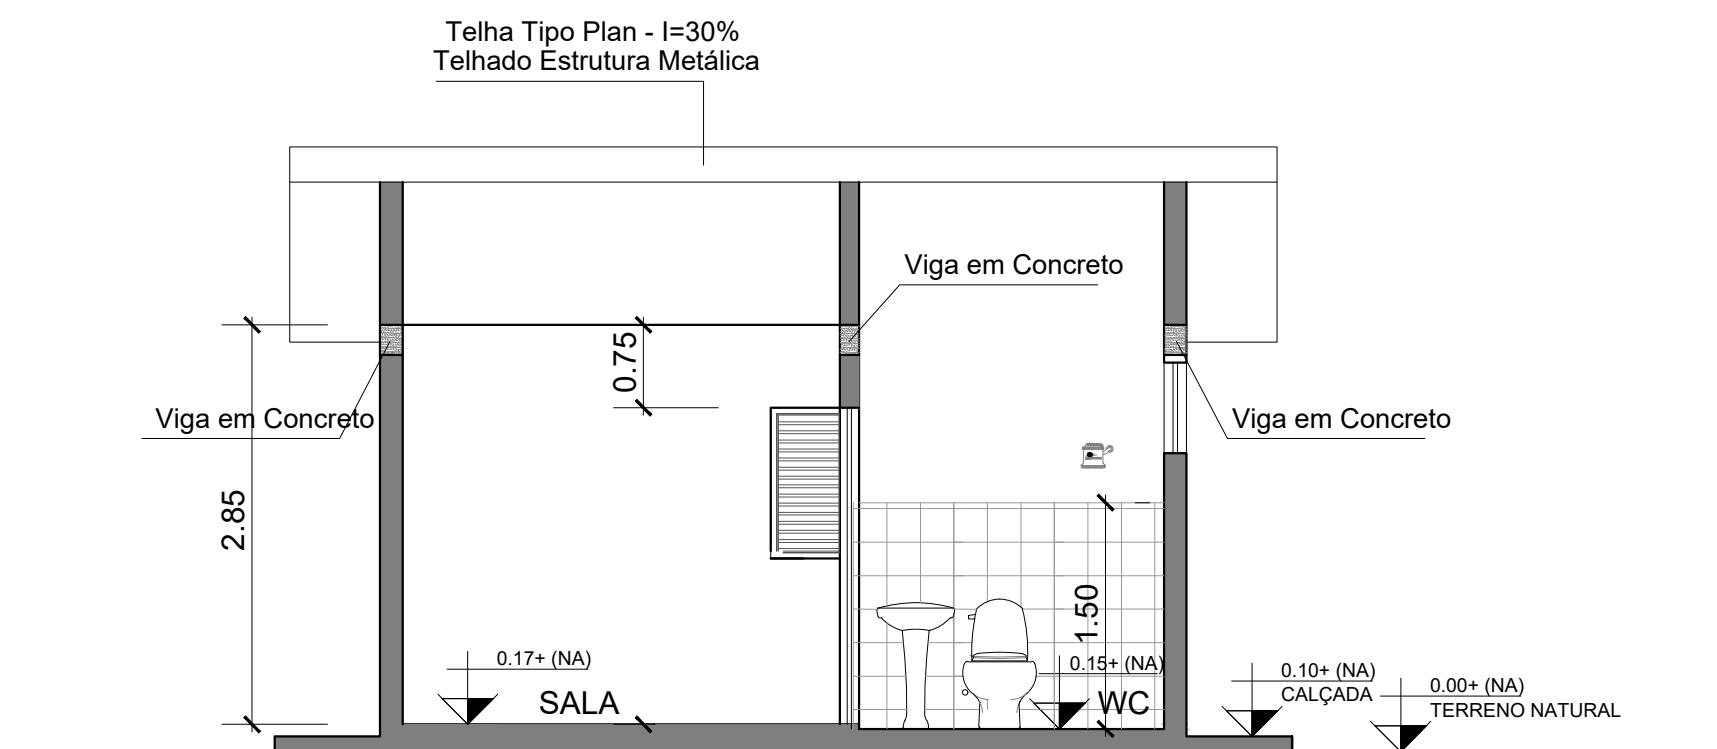 Telha Tipo Plan - I=30%
Telhado Estrutura Metálica
Viga em Concreto
0.75
Viga em Concreto
Viga em Concreto
2.85
1.50
0.17+ (NA)
SALA
0.15+ (NA)
WC
0.10+ (NA)
CALÇADA
0.00+ (NA)
TERRENO NATURAL